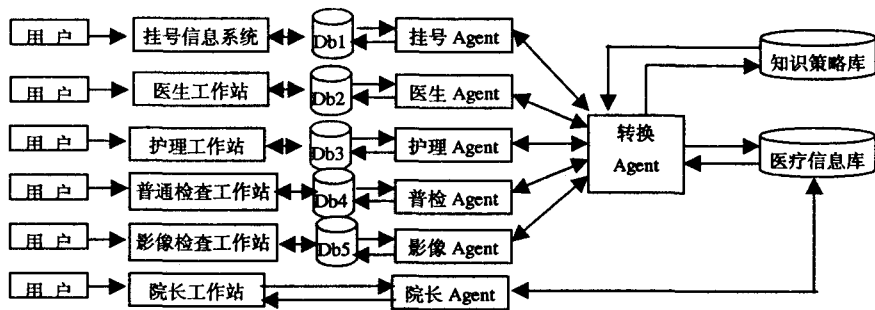 用 户 挂号信息系统 Db1 挂号 Agent
知识策略库
用 户 医生工作站 Db2 医生 Agent
转换
Agent
用 户 护理工作站 Db3 护理 Agent
医疗信息库
用 户 普通检查工作站 Db4 普检 Agent
用 户 影像检查工作站 Db5 影像 Agent
用 户 院长工作站 院长 Agent